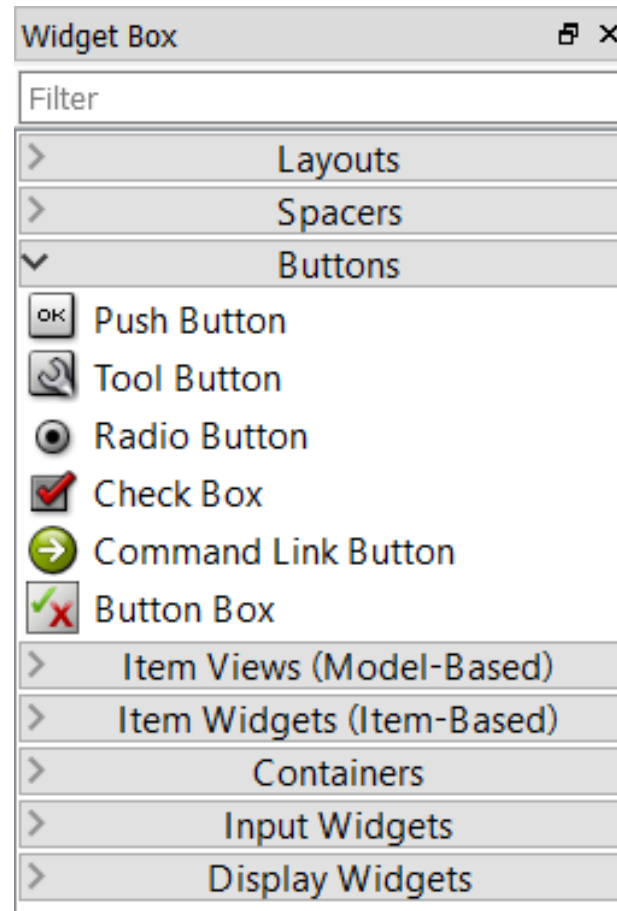 Widget Box
Filter
Layouts
Spacers
Buttons
OK Push Button
Tool Button
Radio Button
Check Box
Command Link Button
Button Box
Item Views (Model-Based)
Item Widgets (Item-Based)
Containers
Input Widgets
Display Widgets